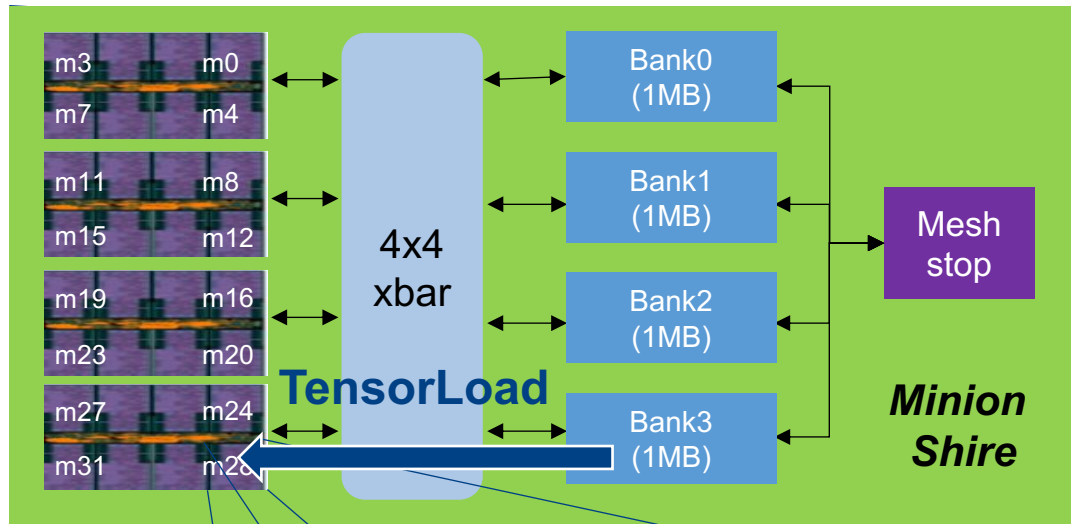 m3 m0
m7 m4
m11 m8
m15 m12
m19 m16
m23 m20
m27 m24
m31 m28
4x4
xbar
TensorLoad
Bank0
(1MB)
Bank1
(1MB)
Bank2
(1MB)
Bank3
(1MB)
Mesh
stop
Minion
Shire